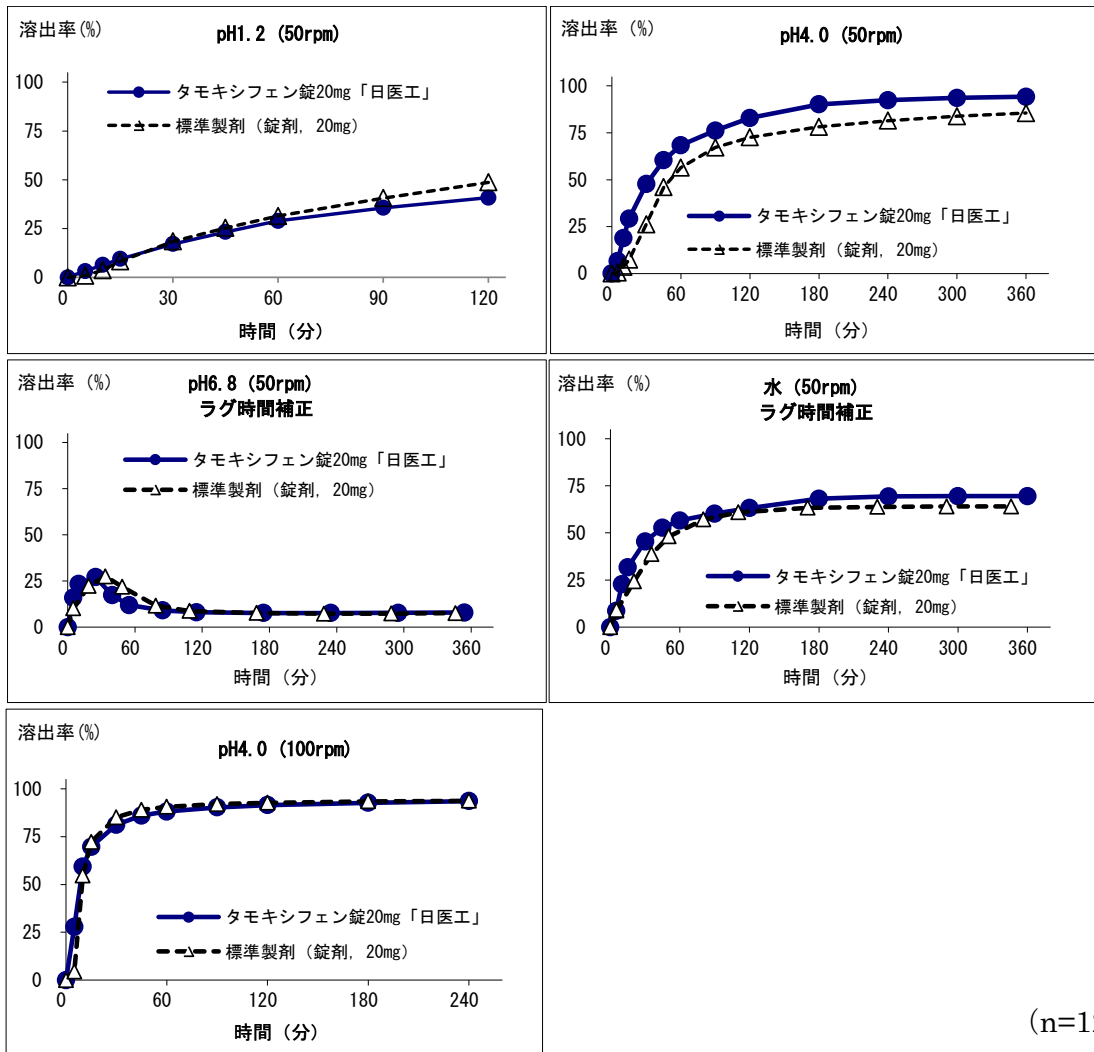 溶出率(%)
pH1.2 (50rpm)
100
75
50
25
0
タモキシフェン錠20mg「日医工」
標準製剤（錠剤, 20mg）
0 30 60 90 120
時間（分）
溶出率 (%)
pH4.0 (50rpm)
100
75
50
25
0
タモキシフェン錠20mg「日医工」
標準製剤（錠剤, 20mg）
0 60 120 180 240 300 360
時間（分）
溶出率 (%)
pH6.8 (50rpm)
ラグ時間補正
100
75
50
25
0
タモキシフェン錠20mg「日医工」
標準製剤（錠剤, 20mg）
0 60 120 180 240 300 360
時間（分）
溶出率 (%)
水 (50rpm)
ラグ時間補正
100
75
50
25
0
タモキシフェン錠20mg「日医工」
標準製剤（錠剤, 20mg）
0 60 120 180 240 300 360
時間（分）
溶出率(%)
pH4.0 (100rpm)
100
75
50
25
0
タモキシフェン錠20mg「日医工」
標準製剤（錠剤, 20mg）
0 60 120 180 240
時間（分）
(n=1